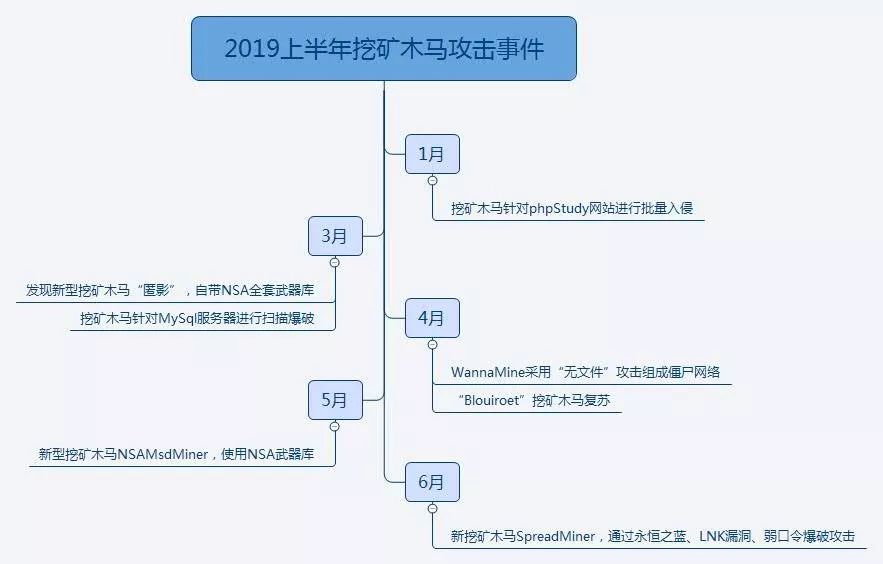 2019上半年挖矿木马攻击事件
1月
挖矿木马针对phpStudy网站进行批量入侵
3月
发现新型挖矿木马“匿影”，自带NSA全套武器库
挖矿木马针对MySql服务器进行扫描爆破
4月
WannaMine采用“无文件”攻击组成僵尸网络
“Blouiroet”挖矿木马复苏
5月
新型挖矿木马NSAMsdMiner，使用NSA武器库
6月
新挖矿木马SpreadMiner，通过永恒之蓝、LNK漏洞、弱口令爆破攻击